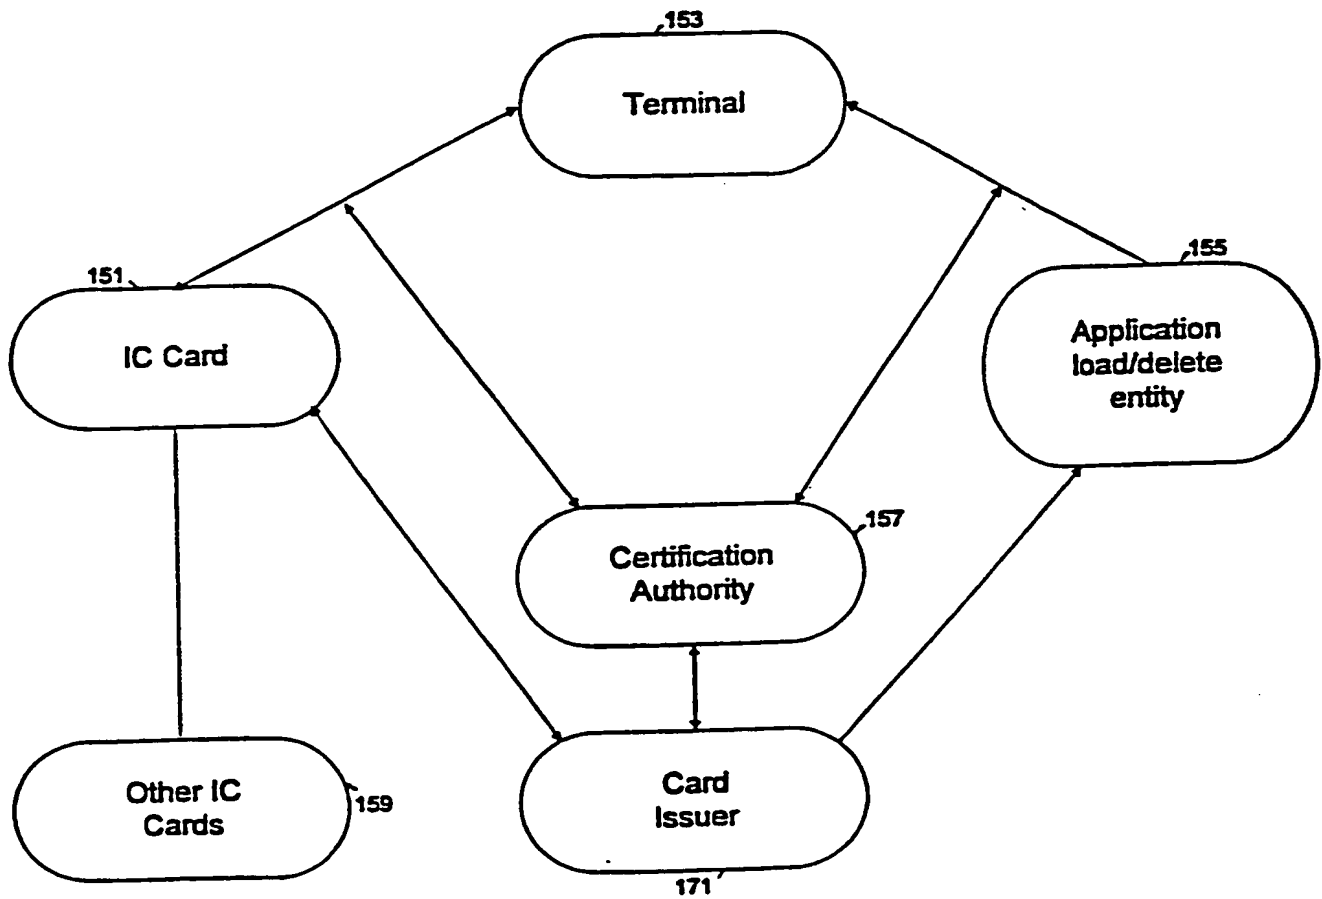 153
Terminal
151
IC Card
155
Application
load/delete
entity
157
Certification
Authority
Other IC
Cards
159
Card
Issuer
171